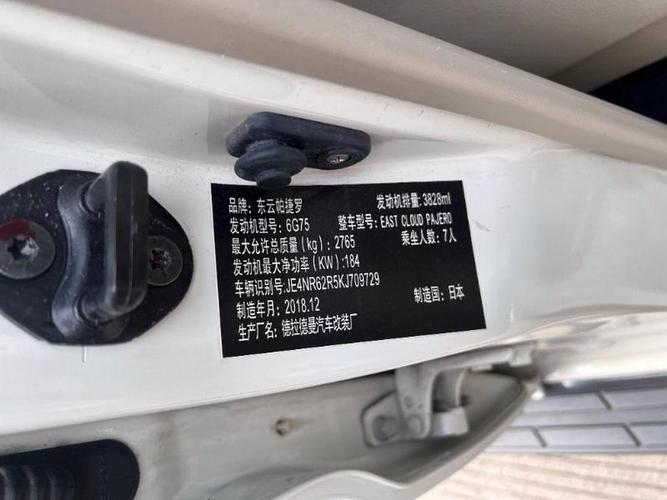 品牌: 东云帕捷罗 发动机排量: 3828ml
发动机型号: 6G75 整车型号: EAST CLOUD PAJERO
最大允许总质量 (kg) : 2765 乘坐人数: 7人
发动机最大净功率 (KW) : 184
车辆识别号: JE4NR62R5KJ709729
制造年月: 2018.12 制造国: 日本
生产厂名: 德拉德曼汽车改装厂